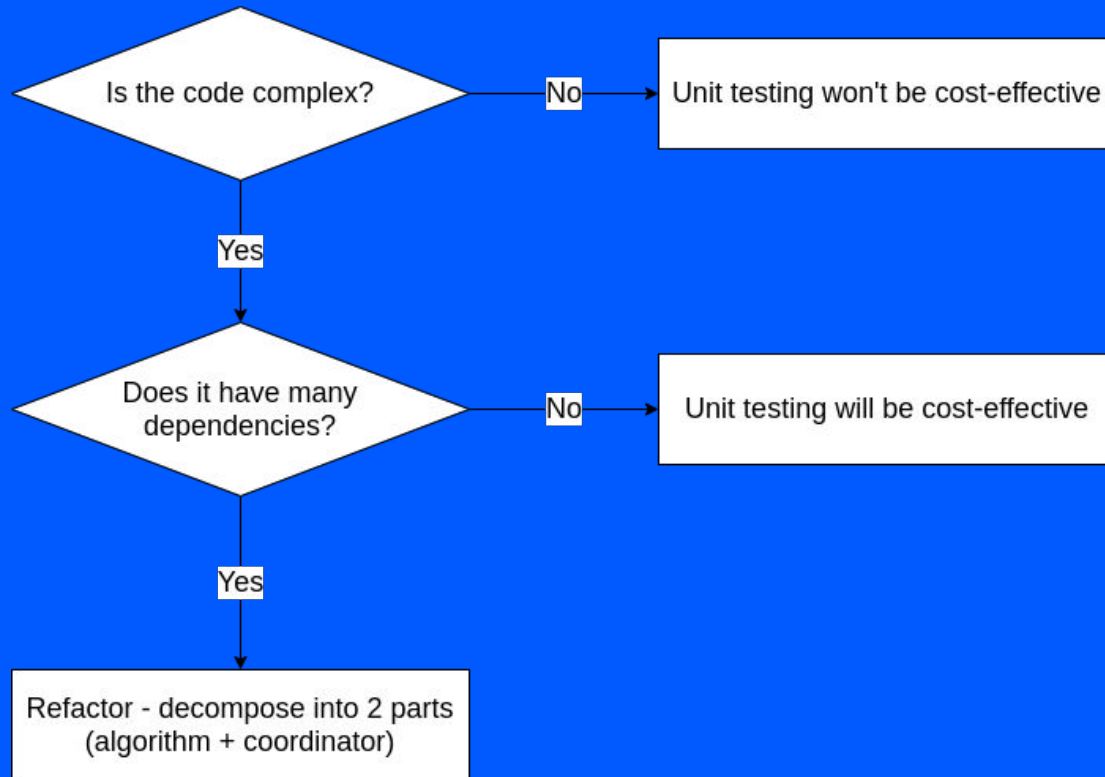 Is the code complex?
No
Unit testing won't be cost-effective
Yes
Does it have many
dependencies?
No
Unit testing will be cost-effective
Yes
Refactor - decompose into 2 parts
(algorithm + coordinator)